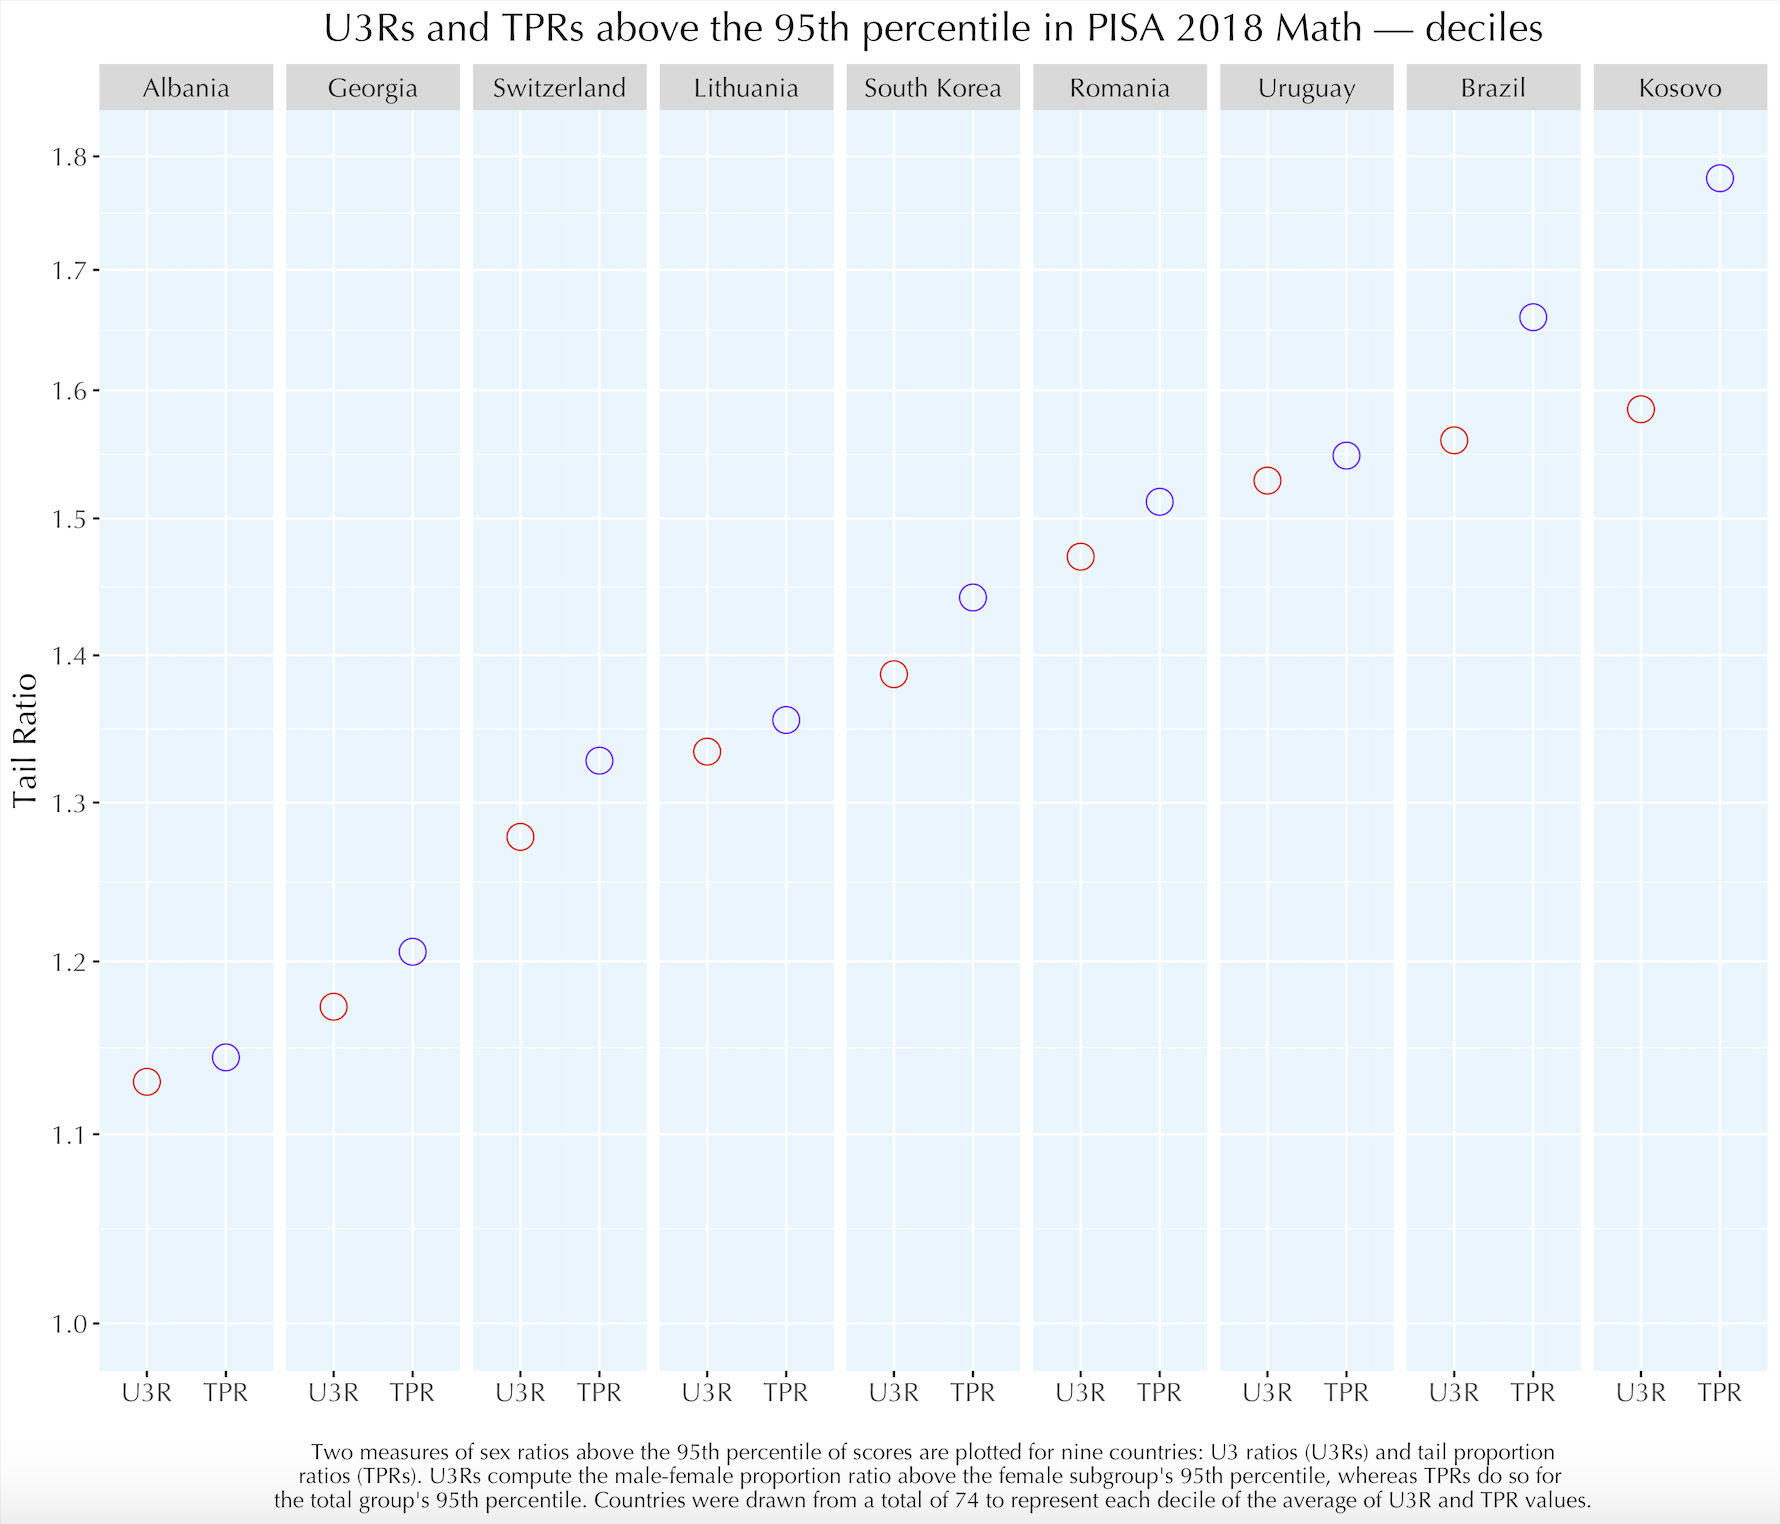 U3Rs and TPRs above the 95th percentile in PISA 2018 Math — deciles
Albania Georgia Switzerland Lithuania South Korea Romania Uruguay Brazil Kosovo
1.8
1.7
1.6
1.5
1.4
1.3
1.2
1.1
1.0
Tail Ratio
U3R TPR U3R TPR U3R TPR U3R TPR U3R TPR U3R TPR U3R TPR U3R TPR U3R TPR
Two measures of sex ratios above the 95th percentile of scores are plotted for nine countries: U3 ratios (U3Rs) and tail proportion
ratios (TPRs). U3Rs compute the male-female proportion ratio above the female subgroup's 95th percentile, whereas TPRs do so for
the total group's 95th percentile. Countries were drawn from a total of 74 to represent each decile of the average of U3R and TPR values.